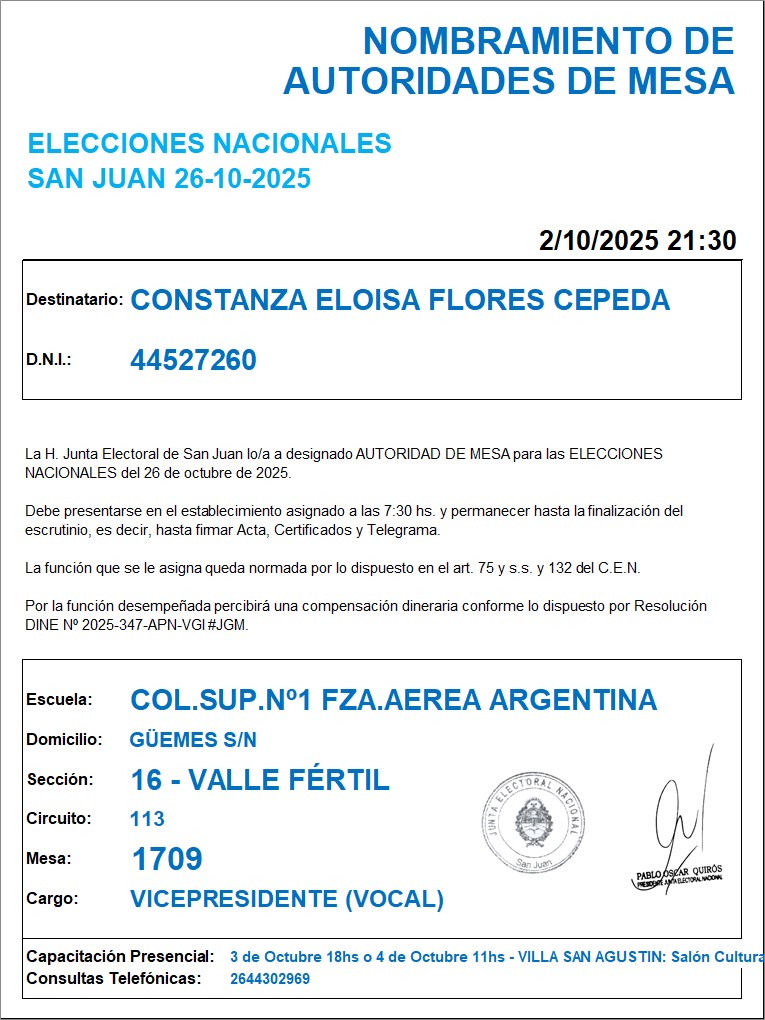 NOMBRAMIENTO DE
AUTORIDADES DE MESA
ELECCIONES NACIONALES
SAN JUAN 26-10-2025
2/10/2025 21:30
Destinatario: CONSTANZA ELOISA FLORES CEPEDA
D.N.I.: 44527260
La H. Junta Electoral de San Juan lo/a a designado AUTORIDAD DE MESA para las ELECCIONES
NACIONALES del 26 de octubre de 2025.
Debe presentarse en el establecimiento asignado a las 7:30 hs. y permanecer hasta la finalización del
escrutinio, es decir, hasta firmar Acta, Certificados y Telegrama.
La función que se le asigna queda normada por lo dispuesto en el art. 75 y s.s. y 132 del C.E.N.
Por la función desempeñada percibirá una compensación dineraria conforme lo dispuesto por Resolución
DINE Nº 2025-347-APN-VGI#JGM.
Escuela: COL.SUP.Nº1 FZA.AEREA ARGENTINA
Domicilio: GÜEMES S/N
Sección: 16 - VALLE FÉRTIL
Circuito: 113
Mesa: 1709
Cargo: VICEPRESIDENTE (VOCAL)
JUNTA ELECTORAL NACIONAL
San Juan
PABLO OSCAR QUIRÓS
PRESIDENTE JUNTA ELECTORAL NACIONAL
Capacitación Presencial: 3 de Octubre 18hs o 4 de Octubre 11hs - VILLA SAN AGUSTIN: Salón Cultura
Consultas Telefónicas: 2644302969